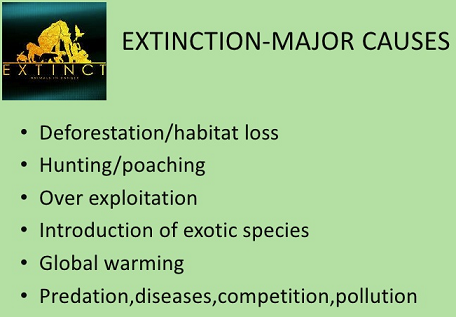 EXTINCT
EXTINCTION-MAJOR CAUSES
• Deforestation/habitat loss
• Hunting/poaching
• Over exploitation
• Introduction of exotic species
• Global warming
• Predation,diseases,competition,pollution